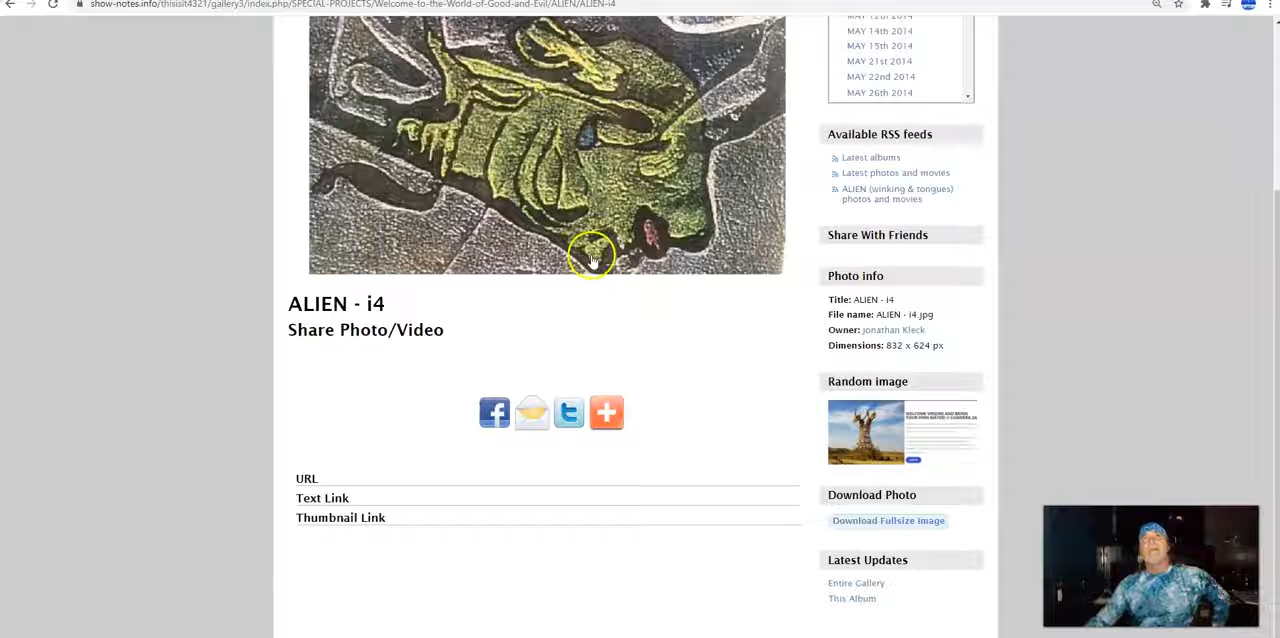 show-notes.info/thisisit4321/gallery3/index.php/SPECIAL-PROJECTS/Welcome-to-the-World-of-Good-and-Evil/ALIEN/ALIEN-i4
MAY 14th 2014
MAY 15th 2014
MAY 21st 2014
MAY 22nd 2014
MAY 26th 2014
Available RSS feeds
Latest albums
Latest photos and movies
ALIEN (winking & tongues)
photos and movies
Share With Friends
Photo info
Title: ALIEN - i4
File name: ALIEN - i4.jpg
Owner: Jonathan Kleck
Dimensions: 832 x 624 px
Random image
Download Photo
Download Fullsize Image
Latest Updates
Entire Gallery
This Album
ALIEN - i4
Share Photo/Video
URL
Text Link
Thumbnail Link